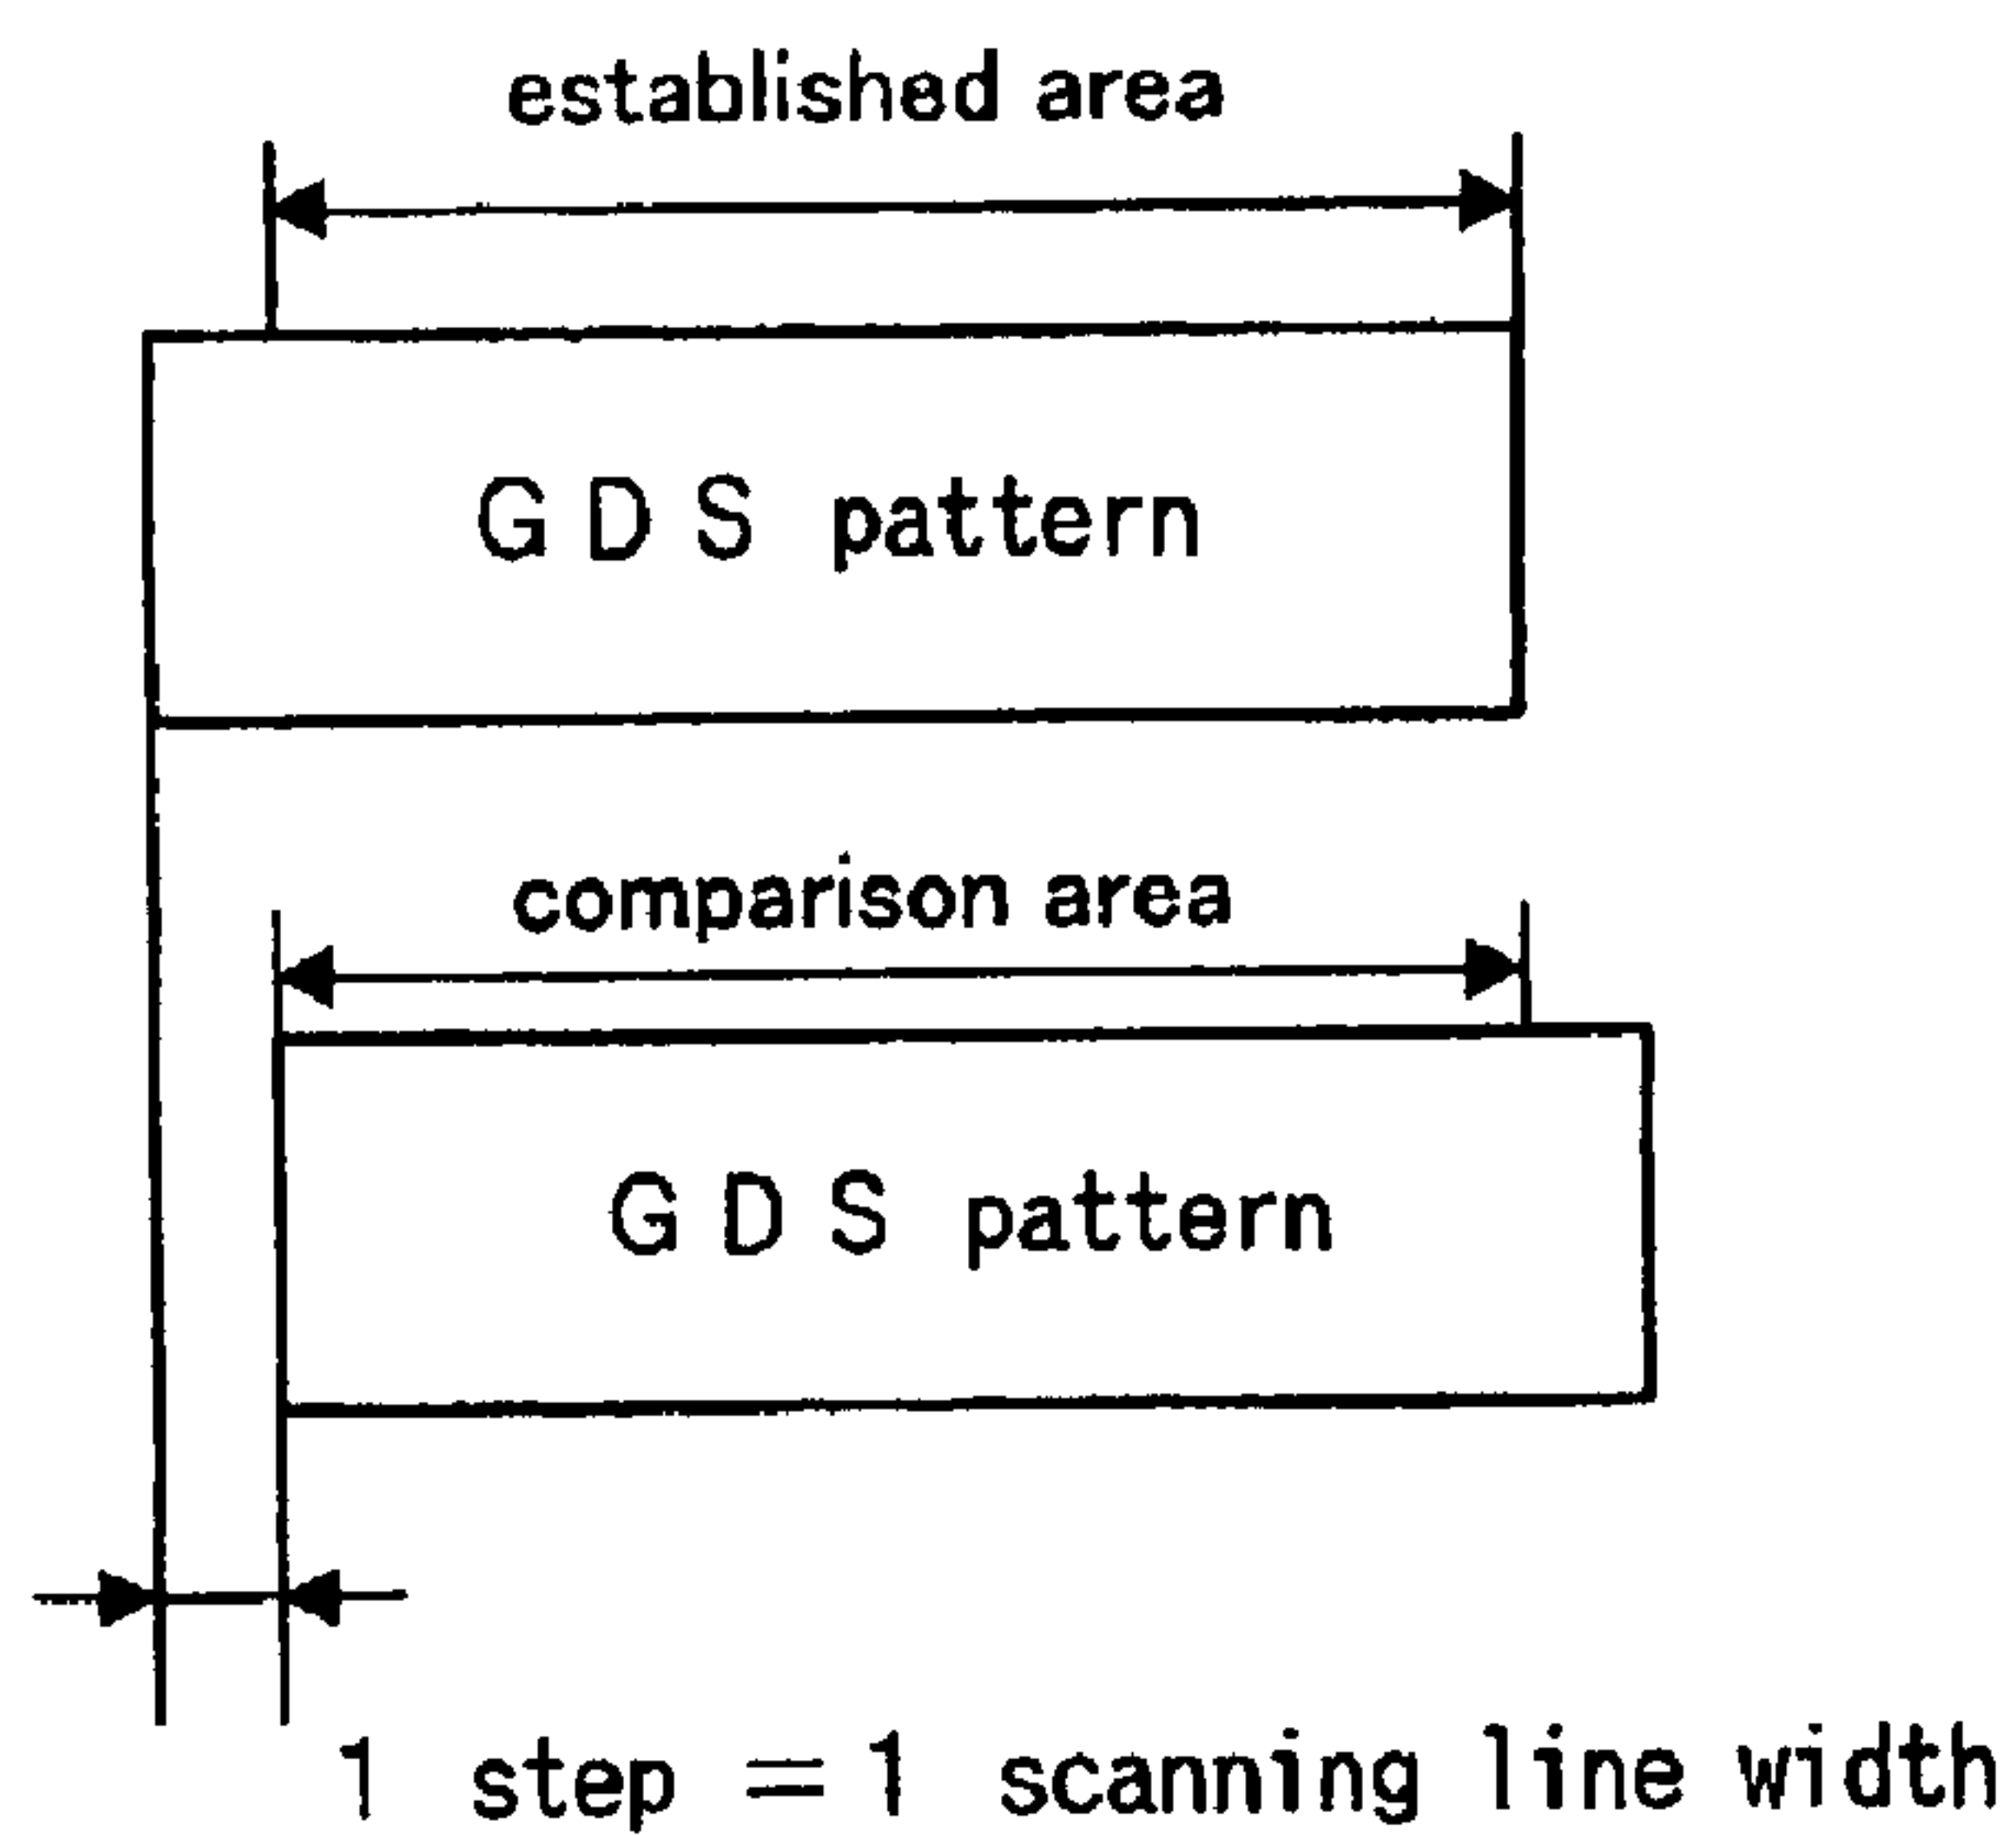 established area
G D S pattern
comparison area
G D S pattern
1 step = 1 scanning line width